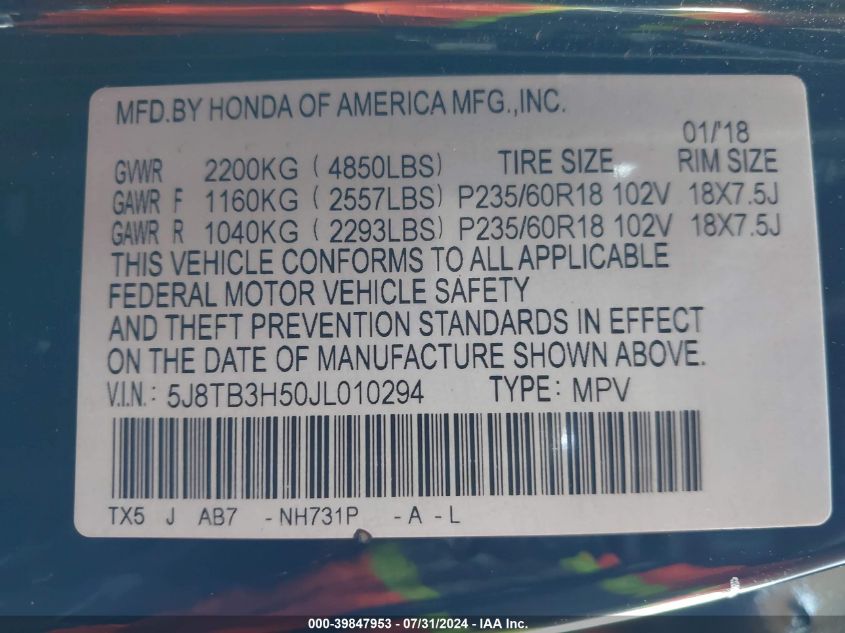 MFD.BY HONDA OF AMERICA MFG.,INC.
01/'18
GVWR 2200KG ( 4850LBS) TIRE SIZE RIM SIZE
GAWR F 1160KG ( 2557LBS) P235/60R18 102V 18X7.5J
GAWR R 1040KG ( 2293LBS) P235/60R18 102V 18X7.5J
THIS VEHICLE CONFORMS TO ALL APPLICABLE
FEDERAL MOTOR VEHICLE SAFETY
AND THEFT PREVENTION STANDARDS IN EFFECT
ON THE DATE OF MANUFACTURE SHOWN ABOVE.
V.I.N.: 5J8TB3H50JL010294 TYPE: MPV
TX5 J AB7 -NH731P -A-L
000-39847953 - 07/31/2024 - IAA Inc.